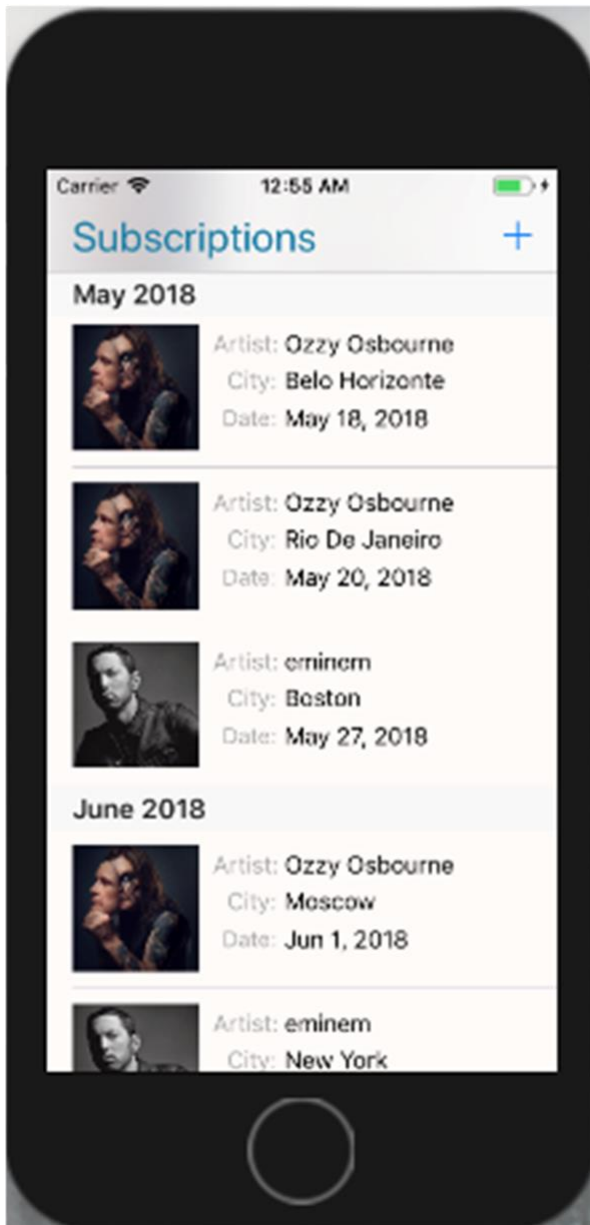 Carrier 12:55 AM
Subscriptions +
May 2018
Artist: Ozzy Osbourne
City: Belo Horizonte
Date: May 18, 2018
Artist: Ozzy Osbourne
City: Rio De Janeiro
Date: May 20, 2018
Artist: eminem
City: Boston
Date: May 27, 2018
June 2018
Artist: Ozzy Osbourne
City: Moscow
Date: Jun 1, 2018
Artist: eminem
City: New York